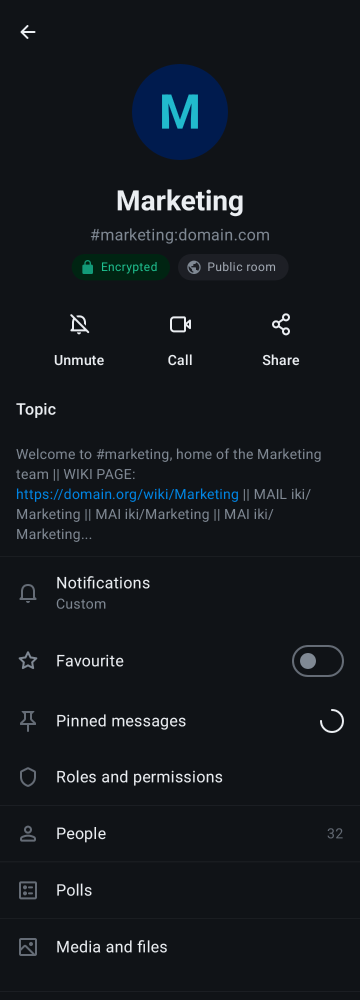 M
Marketing
#marketing:domain.com
Encrypted
Public room
Unmute
Call
Share
Topic
Welcome to #marketing, home of the Marketing
team || WIKI PAGE:
https://domain.org/wiki/Marketing || MAIL iki/
Marketing || MAI iki/Marketing || MAI iki/
Marketing...
Notifications
Custom
Favourite
Pinned messages
Roles and permissions
People 32
Polls
Media and files